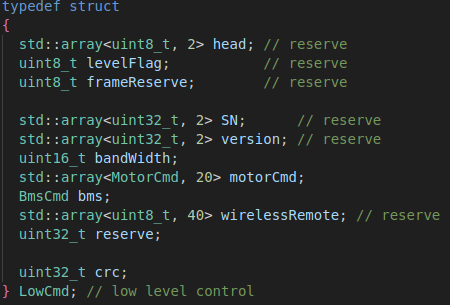 typedef struct
{
  std::array<uint8_t, 2> head; // reserve
  uint8_t levelFlag;           // reserve
  uint8_t frameReserve;        // reserve

  std::array<uint32_t, 2> SN;      // reserve
  std::array<uint32_t, 2> version; // reserve
  uint16_t bandWidth;
  std::array<MotorCmd, 20> motorCmd;
  BmsCmd bms;
  std::array<uint8_t, 40> wirelessRemote; // reserve
  uint32_t reserve;

  uint32_t crc;
} LowCmd; // low level control